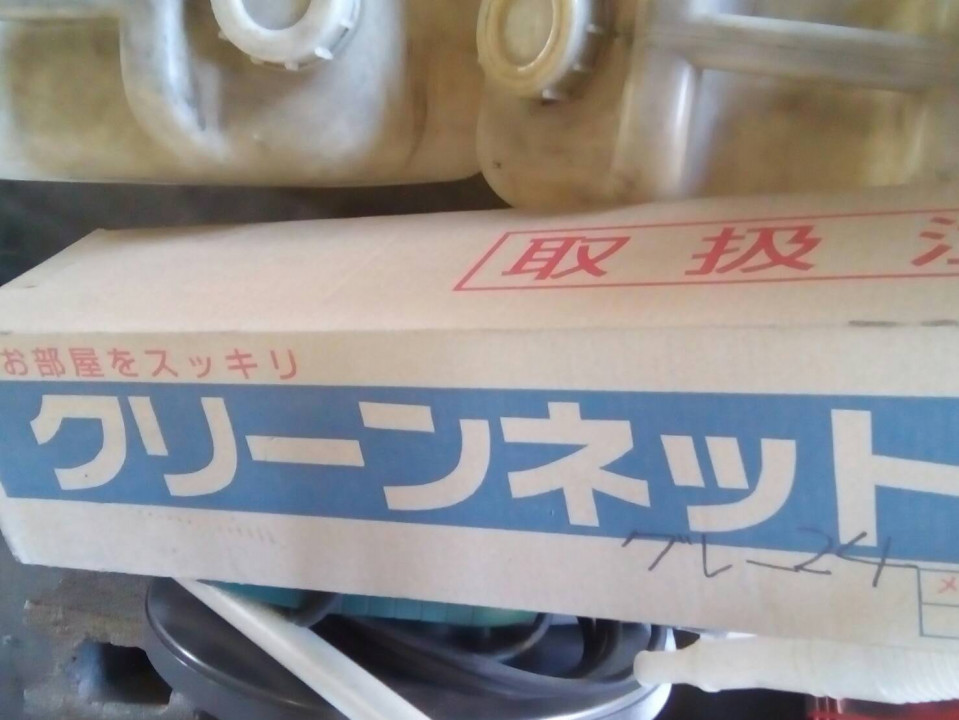 取扱
お部屋をスッキリ
クリーンネット
グレー24